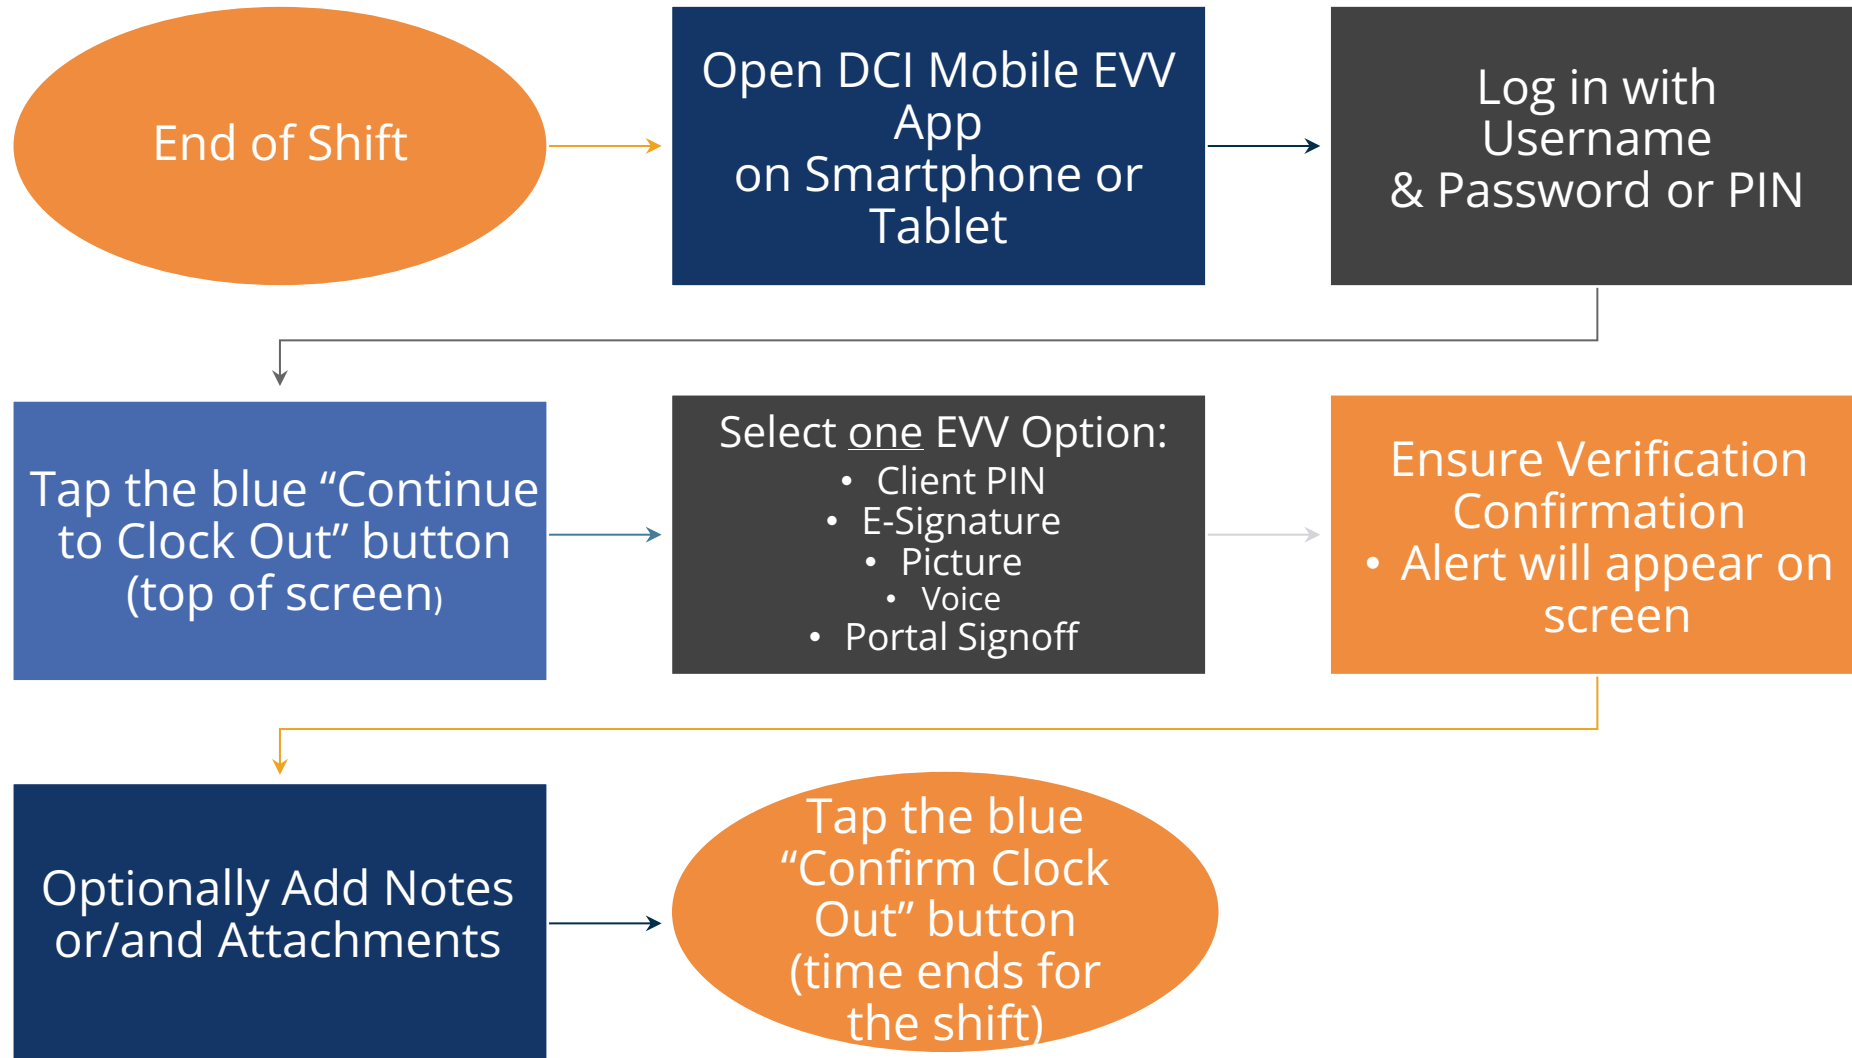 End of Shift
Open DCI Mobile EVV
App
on Smartphone or
Tablet
Log in with
Username
& Password or PIN
Tap the blue “Continue
to Clock Out” button
(top of screen)
Select one EVV Option:
• Client PIN
• E-Signature
• Picture
• Voice
• Portal Signoff
Ensure Verification
Confirmation
• Alert will appear on
screen
Optionally Add Notes
or/and Attachments
Tap the blue
“Confirm Clock
Out” button
(time ends for
the shift)